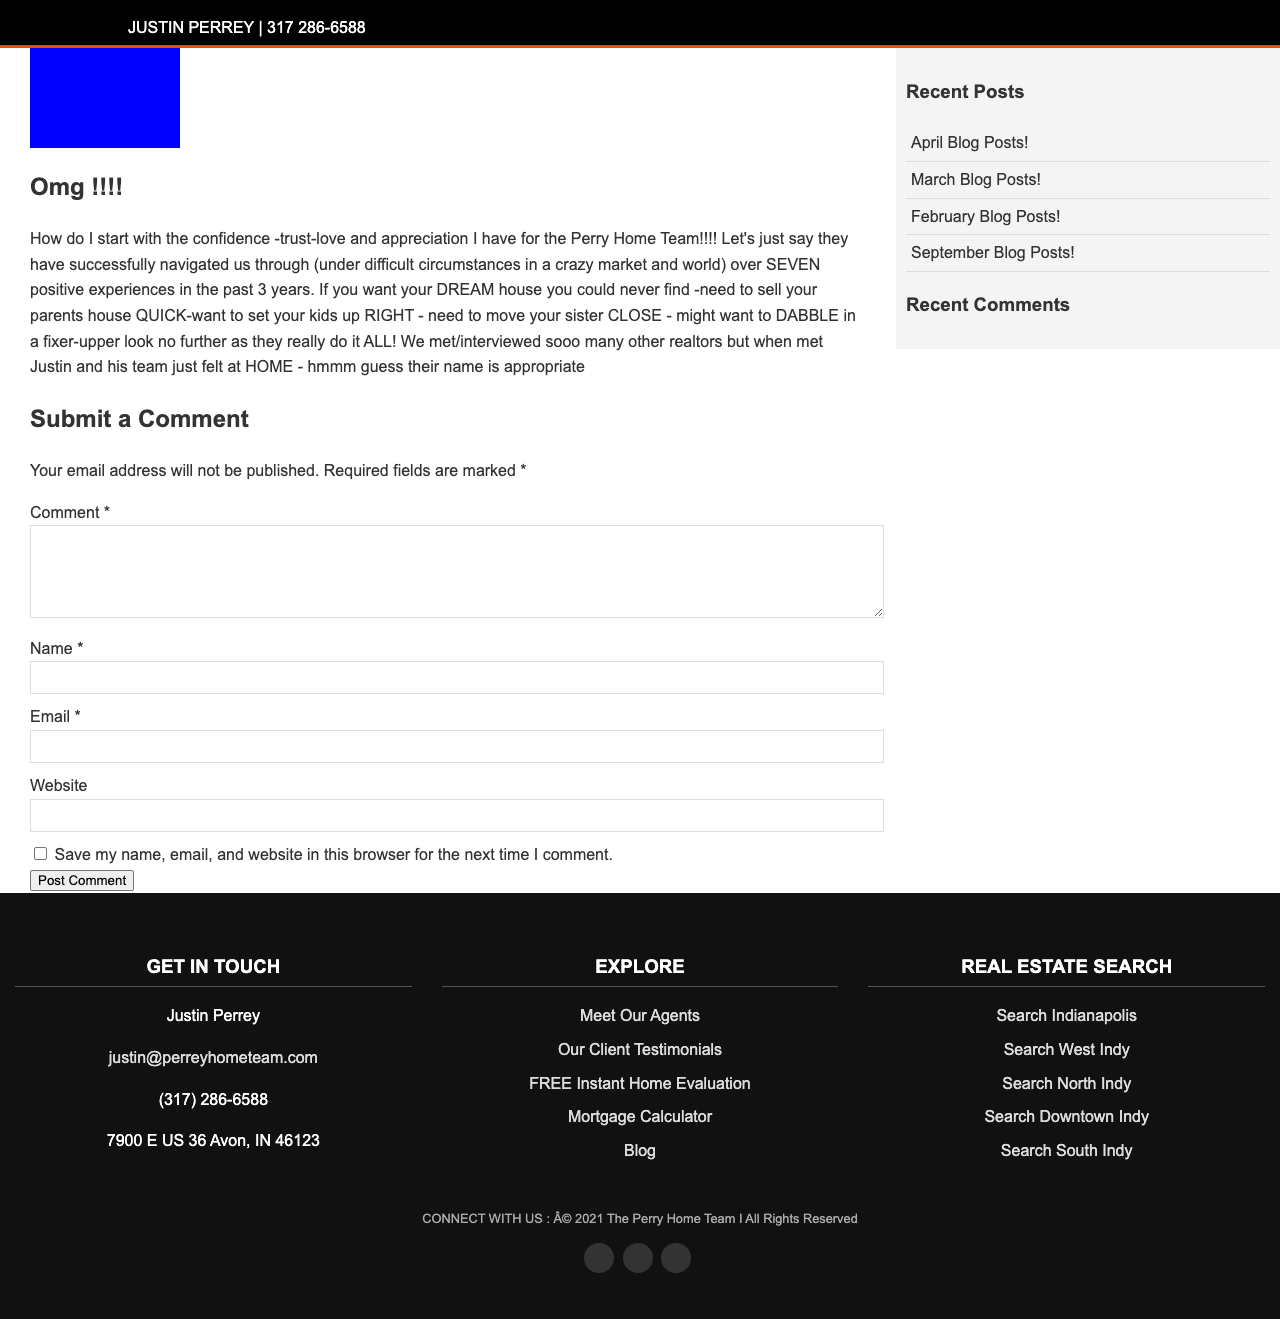 JUSTIN PERREY | 317 286-6588
Omg !!!!
How do I start with the confidence -trust-love and appreciation I have for the Perry Home Team!!!! Let's just say they
have successfully navigated us through (under difficult circumstances in a crazy market and world) over SEVEN
positive experiences in the past 3 years. If you want your DREAM house you could never find -need to sell your
parents house QUICK-want to set your kids up RIGHT - need to move your sister CLOSE - might want to DABBLE in
a fixer-upper look no further as they really do it ALL! We met/interviewed sooo many other realtors but when met
Justin and his team just felt at HOME - hmmm guess their name is appropriate
Submit a Comment
Your email address will not be published. Required fields are marked *
Comment *
Name *
Email *
Website
Save my name, email, and website in this browser for the next time I comment.
Post Comment
Recent Posts
April Blog Posts!
March Blog Posts!
February Blog Posts!
September Blog Posts!
Recent Comments
GET IN TOUCH
Justin Perrey
justin@perreyhometeam.com
(317) 286-6588
7900 E US 36 Avon, IN 46123
EXPLORE
Meet Our Agents
Our Client Testimonials
FREE Instant Home Evaluation
Mortgage Calculator
Blog
REAL ESTATE SEARCH
Search Indianapolis
Search West Indy
Search North Indy
Search Downtown Indy
Search South Indy
CONNECT WITH US : Â© 2021 The Perry Home Team I All Rights Reserved